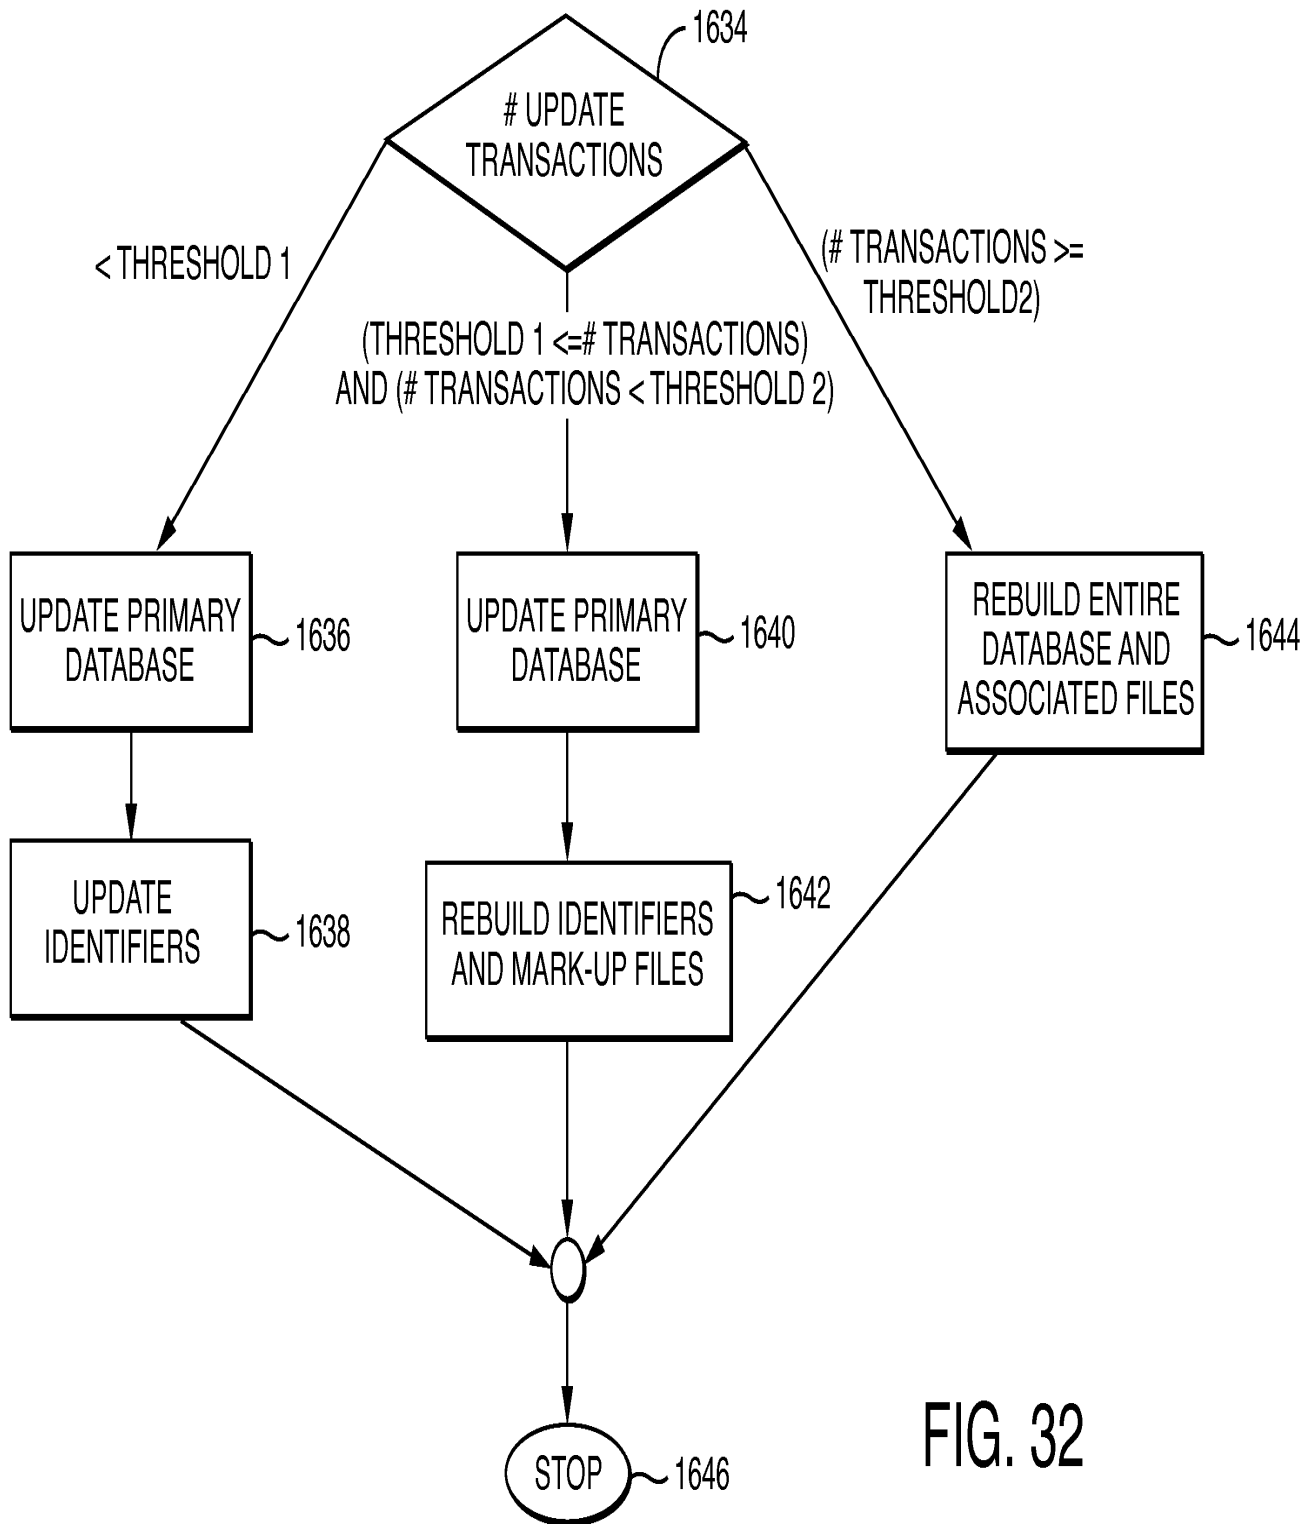 1634
# UPDATE
TRANSACTIONS
< THRESHOLD 1
(# TRANSACTIONS >=
THRESHOLD2)
(THRESHOLD 1 <=# TRANSACTIONS)
AND (# TRANSACTIONS < THRESHOLD 2)
UPDATE PRIMARY
DATABASE
1636
UPDATE PRIMARY
DATABASE
1640
REBUILD ENTIRE
DATABASE AND
ASSOCIATED FILES
1644
UPDATE
IDENTIFIERS
1638
REBUILD IDENTIFIERS
AND MARK-UP FILES
1642
STOP
1646
FIG. 32